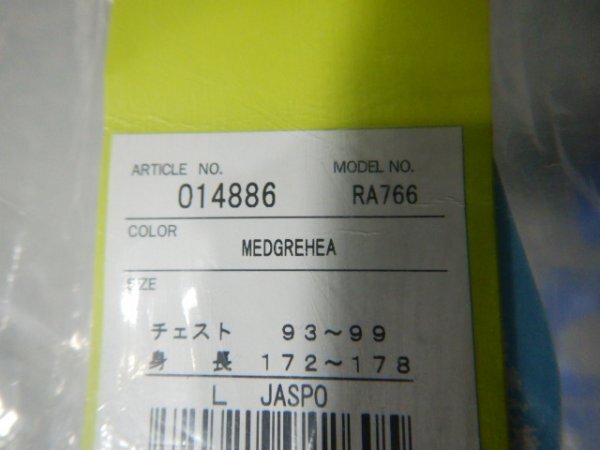 ARTICLE NO. MODEL NO.
014886 RA766
COLOR
MEDGREHEA
SIZE
チェスト 93～99
身長 172～178
L JASPO